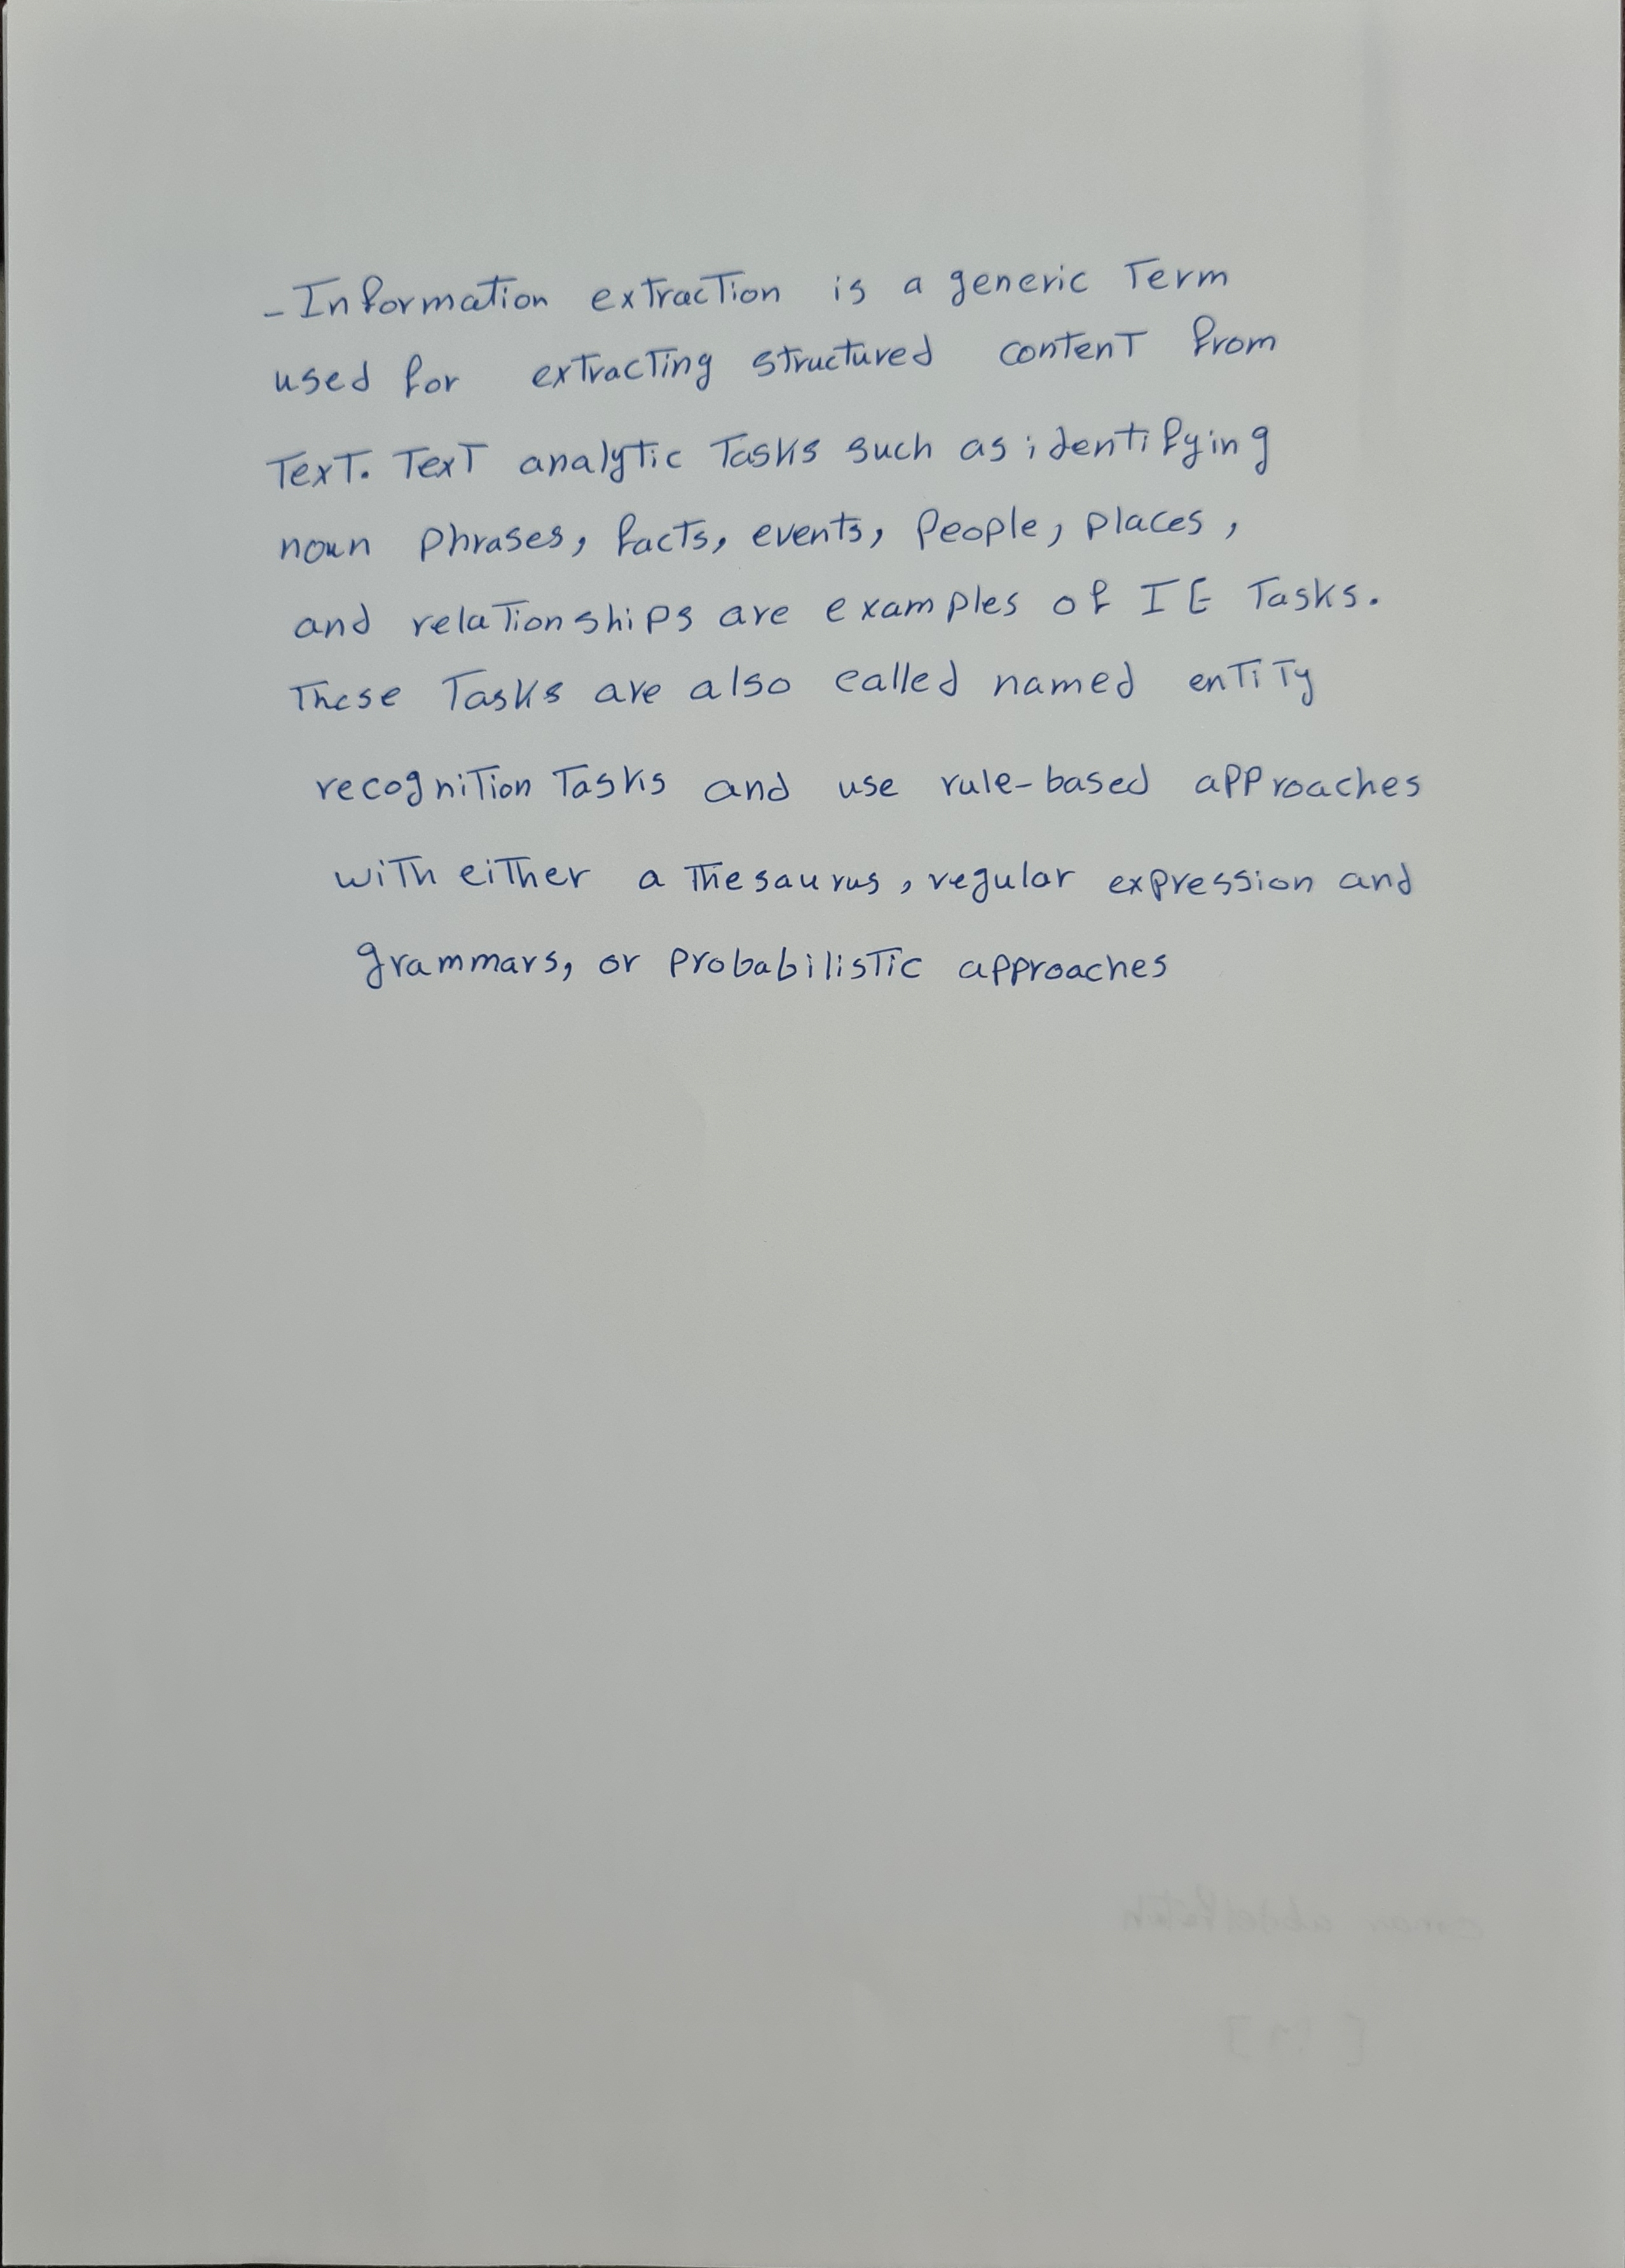 - Information extraction is a generic Term
used for extracting structured content from
Text. Text analytic Tasks such as identifying
noun phrases, facts, events, People, places,
and relationships are examples of IE Tasks.
These Tasks are also called named entity
recognition Tasks and use rule-based approaches
with either a Thesaurus, regular expression and
grammars, or probabilistic approaches